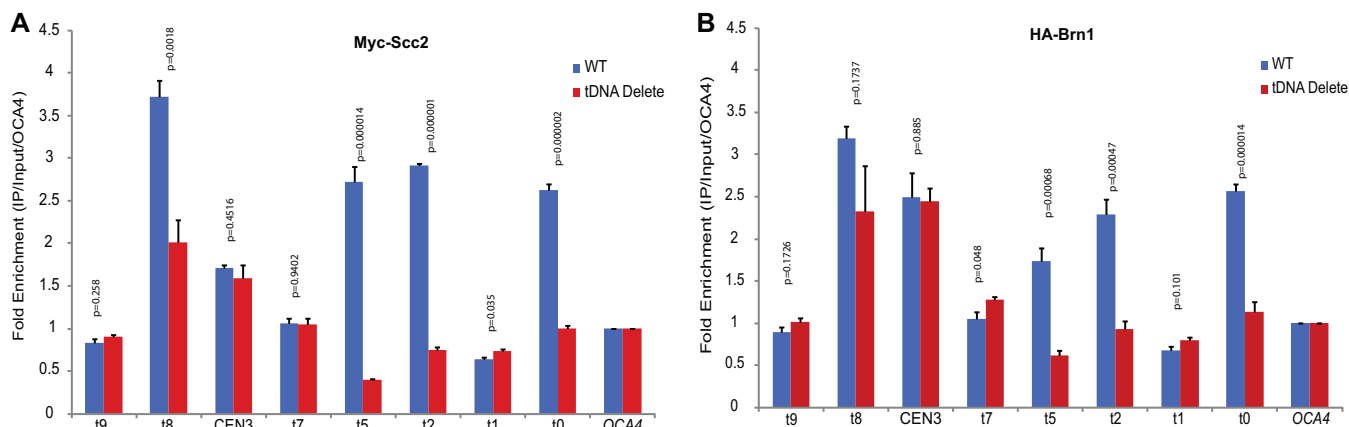 A
Myc-Scc2
Fold Enrichment (IP/Input/OCA4)
4.5
4
3.5
3
2.5
2
1.5
1
0.5
0
WT
tDNA Delete
p=0.258
p=0.0018
p=0.4516
p=0.9402
p=0.000014
p=0.000001
p=0.035
p=0.000002
t9
t8
CEN3
t7
t5
t2
t1
t0
OCA4
B
HA-Brn1
Fold Enrichment (IP/Input/OCA4)
4.5
4
3.5
3
2.5
2
1.5
1
0.5
0
WT
tDNA Delete
p=0.1726
p=0.1737
p=0.885
p=0.048
p=0.00068
p=0.00047
p=0.101
p=0.000014
t9
t8
CEN3
t7
t5
t2
t1
t0
OCA4